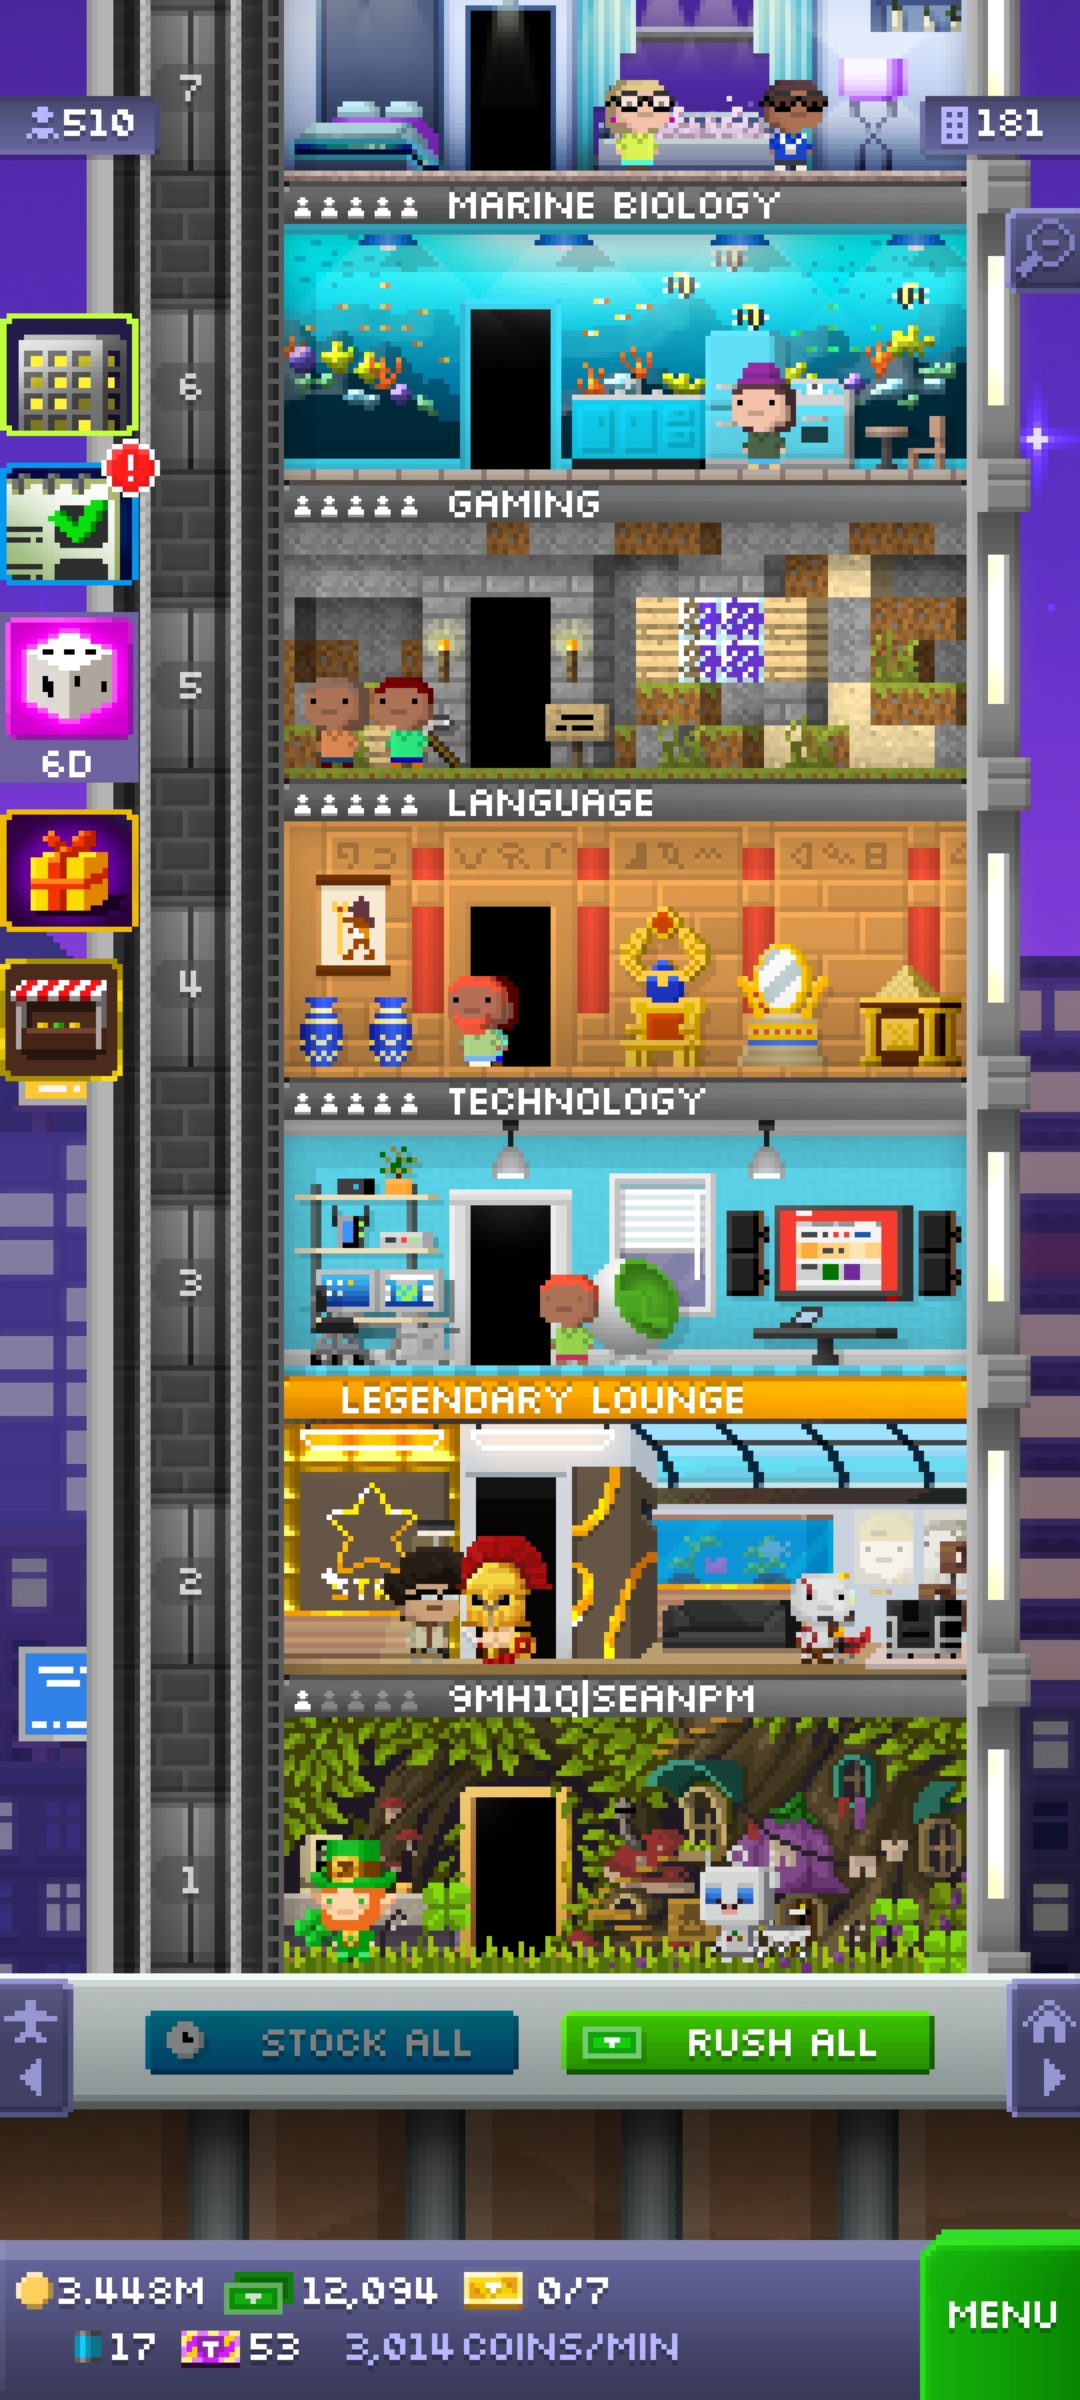 7
510
181
MARINE BIOLOGY
6
GAMING
5
6D
LANGUAGE
4
TECHNOLOGY
3
LEGENDARY LOUNGE
2
9MH1Q|SEANPM
1
STOCK ALL
RUSH ALL
3.448M
12,094
0/7
MENU
17
53
3,014 COINS/MIN